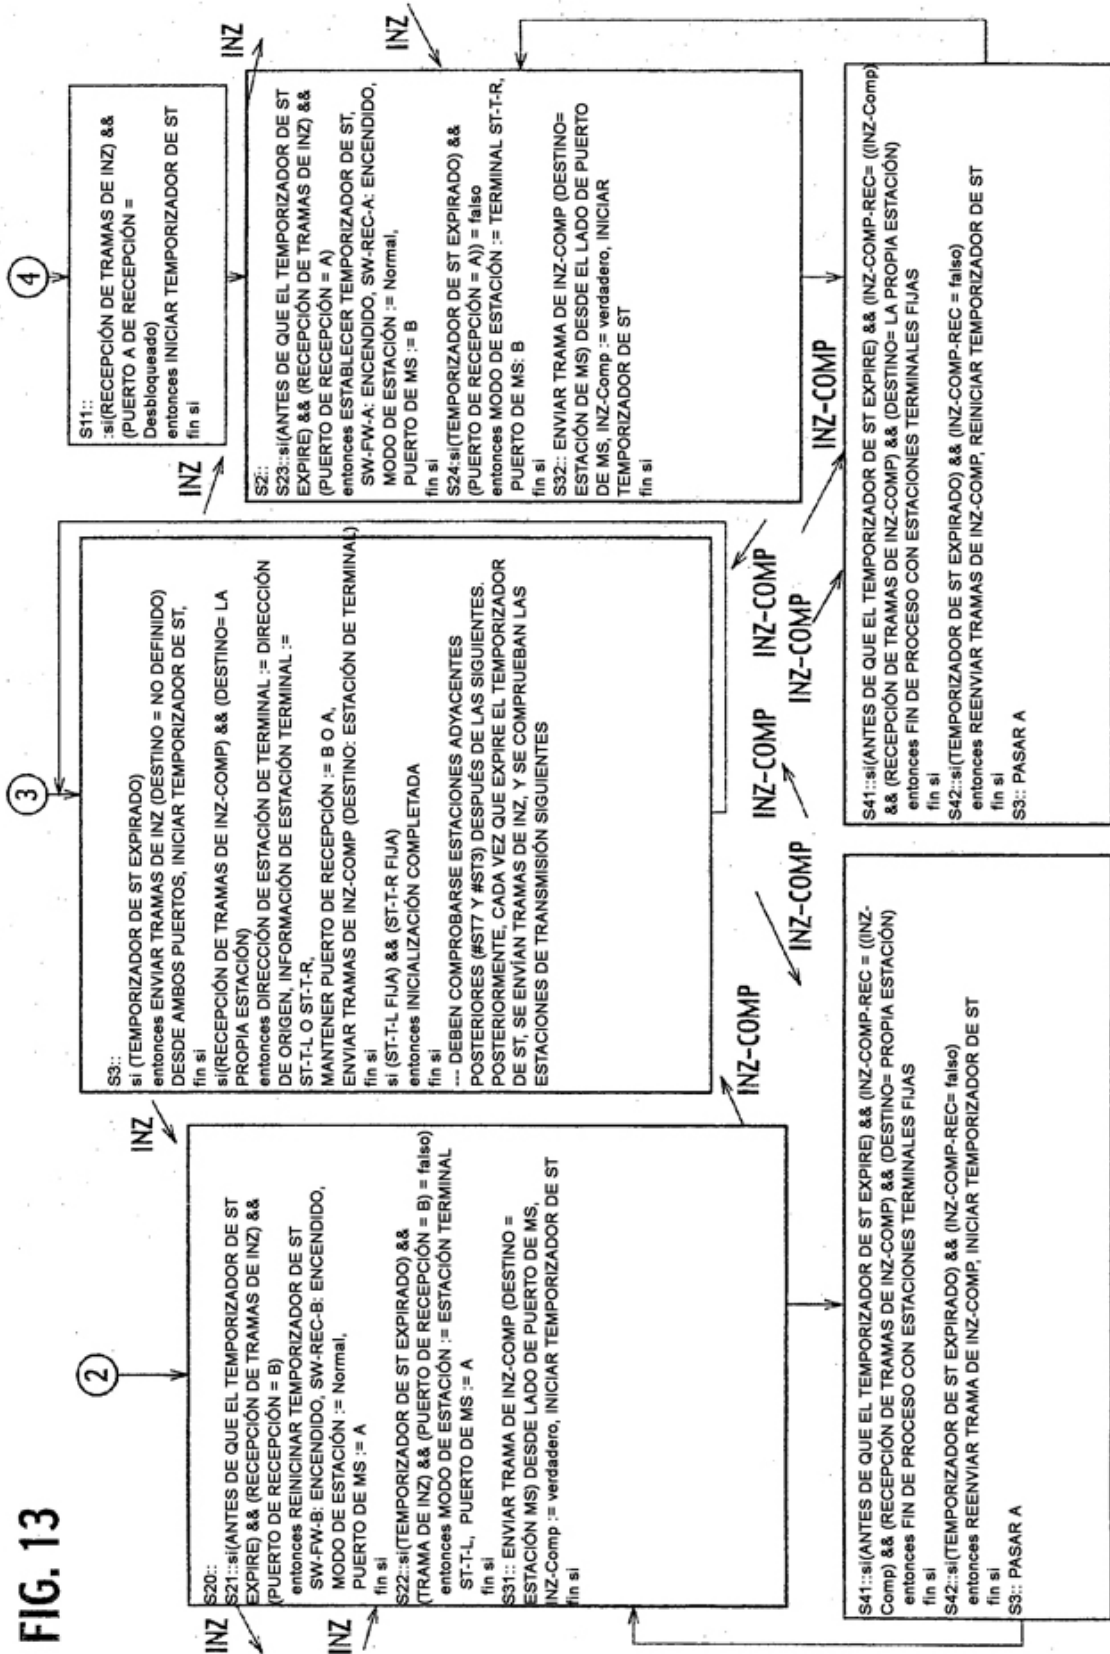 FIG. 13
2
INZ
INZ
S20::
S21::si(ANTES DE QUE EL TEMPORIZADOR DE ST
EXPIRE) && (RECEPCIÓN DE TRAMAS DE INZ) &&
(PUERTO DE RECEPCIÓN = B)
entonces REINICINAR TEMPORIZADOR DE ST
SW-FW-B: ENCENDIDO, SW-REC-B: ENCENDIDO,
MODO DE ESTACIÓN := Normal,
PUERTO DE MS := A
fin si
S22::si(TEMPORIZADOR DE ST EXPIRADO) &&
(TRAMA DE INZ) && (PUERTO DE RECEPCIÓN = B) = falso)
entonces MODO DE ESTACIÓN := ESTACIÓN TERMINAL
ST-T-L, PUERTO DE MS := A
fin si
S31:: ENVIAR TRAMA DE INZ-COMP (DESTINO =
ESTACIÓN MS) DESDE LADO DE PUERTO DE MS,
INZ-Comp := verdadero, INICIAR TEMPORIZADOR DE ST
fin si
S41::si(ANTES DE QUE EL TEMPORIZADOR DE ST EXPIRE) && (INZ-COMP-REC = ((INZ-
Comp) && (RECEPCIÓN DE TRAMAS DE INZ-COMP) && (DESTINO= PROPIA ESTACIÓN)
entonces FIN DE PROCESO CON ESTACIONES TERMINALES FIJAS
fin si
S42::si(TEMPORIZADOR DE ST EXPIRADO) && (INZ-COMP-REC= falso)
entonces REENVIAR TRAMA DE INZ-COMP, INICIAR TEMPORIZADOR DE ST
fin si
S3:: PASAR A
3
INZ
S3::
si (TEMPORIZADOR DE ST EXPIRADO)
entonces ENVIAR TRAMAS DE INZ (DESTINO = NO DEFINIDO)
DESDE AMBOS PUERTOS, INICIAR TEMPORIZADOR DE ST,
fin si
si(RECEPCIÓN DE TRAMAS DE INZ-COMP) && (DESTINO= LA
PROPIA ESTACIÓN)
entonces DIRECCIÓN DE ESTACIÓN DE TERMINAL := DIRECCIÓN
DE ORIGEN, INFORMACIÓN DE ESTACIÓN TERMINAL :=
ST-T-L O ST-T-R,
MANTENER PUERTO DE RECEPCIÓN := B O A,
ENVIAR TRAMAS DE INZ-COMP (DESTINO: ESTACIÓN DE TERMINAL)
fin si
si (ST-T-L FIJA) && (ST-T-R FIJA)
entonces INICIALIZACIÓN COMPLETADA
fin si
--- DEBEN COMPROBARSE ESTACIONES ADYACENTES
POSTERIORES (#ST7 Y #ST3) DESPUÉS DE LAS SIGUIENTES.
POSTERIORMENTE, CADA VEZ QUE EXPIRE EL TEMPORIZADOR
DE ST, SE ENVÍAN TRAMAS DE INZ, Y SE COMPRUEBAN LAS
ESTACIONES DE TRANSMISIÓN SIGUIENTES
INZ-COMP
INZ-COMP
INZ-COMP
INZ-COMP
INZ-COMP
INZ-COMP
4
INZ
S11::
:si(RECEPCIÓN DE TRAMAS DE INZ) &&
(PUERTO A DE RECEPCIÓN =
Desbloqueado)
entonces INICIAR TEMPORIZADOR DE ST
fin si
INZ
INZ
S2::
S23::si(ANTES DE QUE EL TEMPORIZADOR DE ST
EXPIRE) && (RECEPCIÓN DE TRAMAS DE INZ) &&
(PUERTO DE RECEPCIÓN = A)
entonces ESTABLECER TEMPORIZADOR DE ST,
SW-FW-A: ENCENDIDO, SW-REC-A: ENCENDIDO,
MODO DE ESTACIÓN := Normal,
PUERTO DE MS := B
fin si
S24:si(TEMPORIZADOR DE ST EXPIRADO) &&
(PUERTO DE RECEPCIÓN = A)) = falso
entonces MODO DE ESTACIÓN := TERMINAL ST-T-R,
PUERTO DE MS: B
fin si
S32:: ENVIAR TRAMA DE INZ-COMP (DESTINO=
ESTACIÓN DE MS) DESDE EL LADO DE PUERTO
DE MS, INZ-Comp := verdadero, INICIAR
TEMPORIZADOR DE ST
fin si
S41::si(ANTES DE QUE EL TEMPORIZADOR DE ST EXPIRE) && (INZ-COMP-REC= ((INZ-Comp)
&& (RECEPCIÓN DE TRAMAS DE INZ-COMP) && (DESTINO= LA PROPIA ESTACIÓN)
entonces FIN DE PROCESO CON ESTACIONES TERMINALES FIJAS
fin si
S42::si(TEMPORIZADOR DE ST EXPIRADO) && (INZ-COMP-REC = falso)
entonces REENVIAR TRAMAS DE INZ-COMP, REINICIAR TEMPORIZADOR DE ST
fin si
S3:: PASAR A